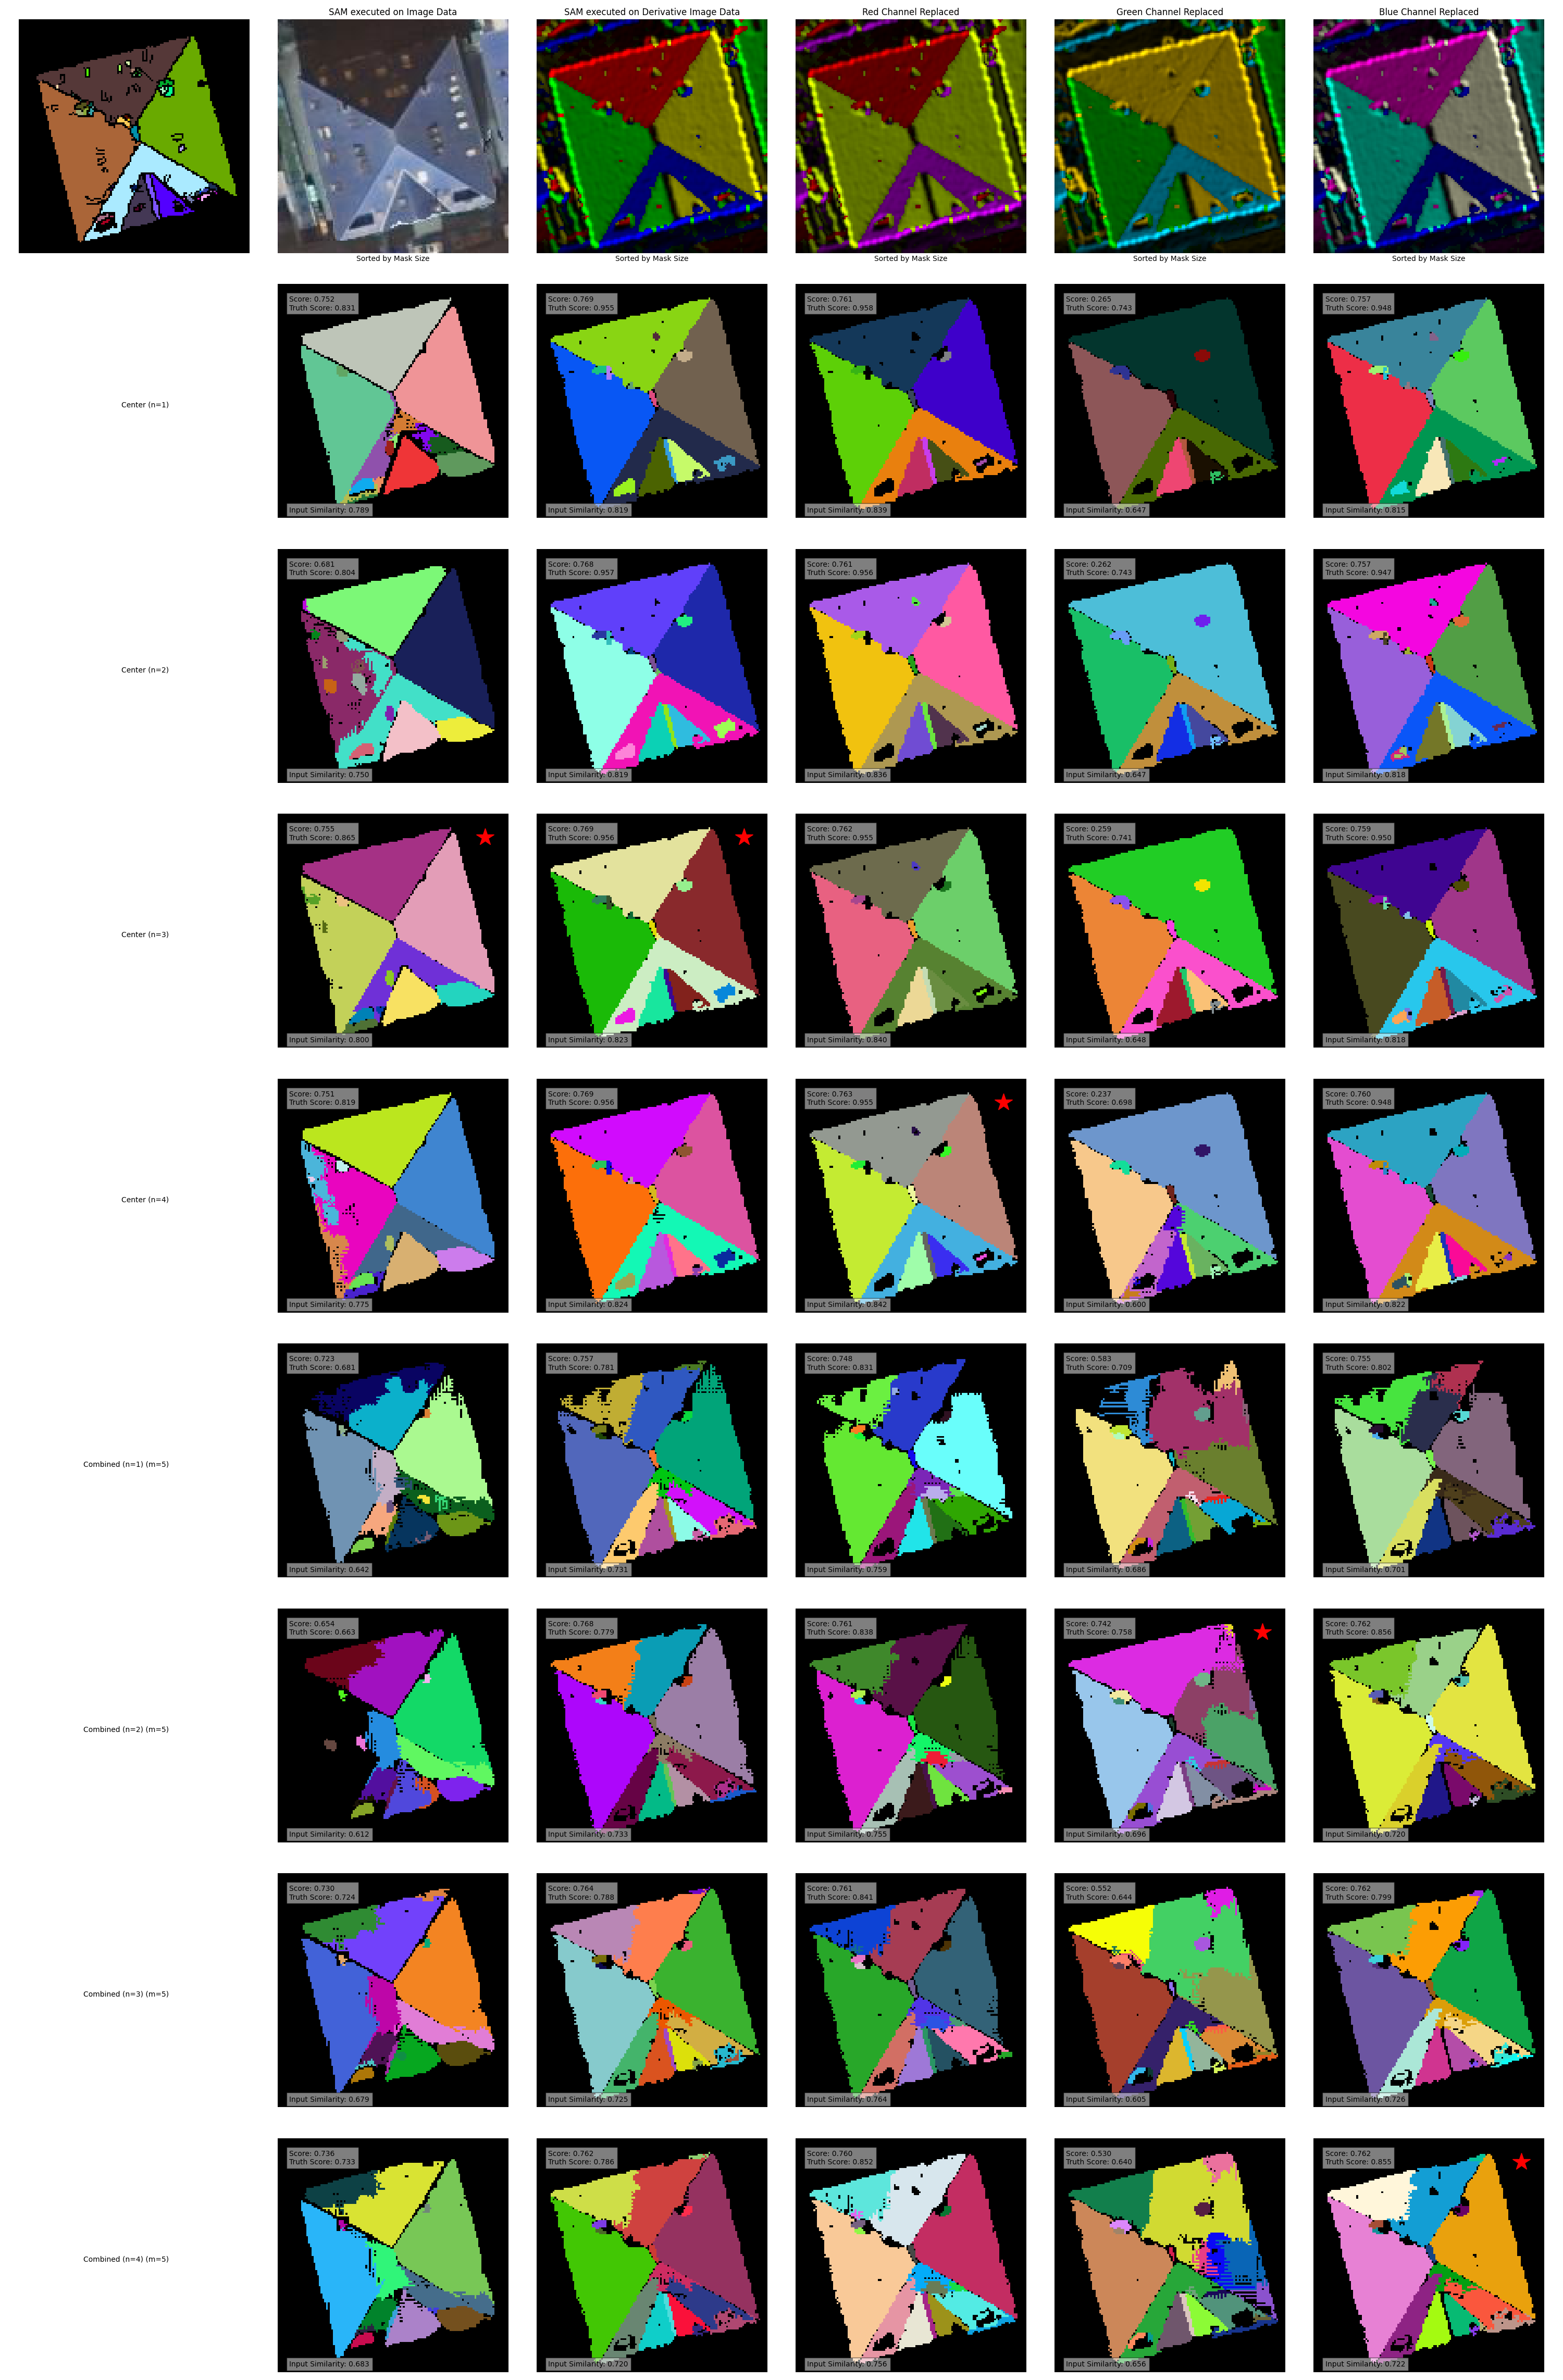 SAM executed on Image Data
SAM executed on Derivative Image Data
Red Channel Replaced
Green Channel Replaced
Blue Channel Replaced
Sorted by Mask Size
Sorted by Mask Size
Sorted by Mask Size
Sorted by Mask Size
Sorted by Mask Size
Center (n=1)
Score: 0.752
Truth Score: 0.831
Input Similarity: 0.789
Score: 0.769
Truth Score: 0.955
Input Similarity: 0.819
Score: 0.761
Truth Score: 0.958
Input Similarity: 0.839
Score: 0.265
Truth Score: 0.743
Input Similarity: 0.647
Score: 0.757
Truth Score: 0.948
Input Similarity: 0.815
Center (n=2)
Score: 0.681
Truth Score: 0.804
Input Similarity: 0.750
Score: 0.768
Truth Score: 0.957
Input Similarity: 0.819
Score: 0.761
Truth Score: 0.956
Input Similarity: 0.836
Score: 0.262
Truth Score: 0.743
Input Similarity: 0.647
Score: 0.757
Truth Score: 0.947
Input Similarity: 0.818
Center (n=3)
Score: 0.755
Truth Score: 0.865
Input Similarity: 0.800
Score: 0.769
Truth Score: 0.956
Input Similarity: 0.823
Score: 0.762
Truth Score: 0.955
Input Similarity: 0.840
Score: 0.259
Truth Score: 0.741
Input Similarity: 0.648
Score: 0.759
Truth Score: 0.950
Input Similarity: 0.818
Center (n=4)
Score: 0.751
Truth Score: 0.819
Input Similarity: 0.775
Score: 0.769
Truth Score: 0.956
Input Similarity: 0.824
Score: 0.763
Truth Score: 0.955
Input Similarity: 0.842
Score: 0.237
Truth Score: 0.698
Input Similarity: 0.600
Score: 0.760
Truth Score: 0.948
Input Similarity: 0.822
Combined (n=1) (m=5)
Score: 0.723
Truth Score: 0.681
Input Similarity: 0.642
Score: 0.757
Truth Score: 0.781
Input Similarity: 0.731
Score: 0.748
Truth Score: 0.831
Input Similarity: 0.759
Score: 0.583
Truth Score: 0.709
Input Similarity: 0.686
Score: 0.755
Truth Score: 0.802
Input Similarity: 0.701
Combined (n=2) (m=5)
Score: 0.654
Truth Score: 0.663
Input Similarity: 0.612
Score: 0.768
Truth Score: 0.779
Input Similarity: 0.733
Score: 0.761
Truth Score: 0.838
Input Similarity: 0.755
Score: 0.742
Truth Score: 0.758
Input Similarity: 0.696
Score: 0.762
Truth Score: 0.856
Input Similarity: 0.720
Combined (n=3) (m=5)
Score: 0.730
Truth Score: 0.724
Input Similarity: 0.679
Score: 0.764
Truth Score: 0.788
Input Similarity: 0.725
Score: 0.761
Truth Score: 0.841
Input Similarity: 0.764
Score: 0.552
Truth Score: 0.644
Input Similarity: 0.605
Score: 0.762
Truth Score: 0.799
Input Similarity: 0.726
Combined (n=4) (m=5)
Score: 0.736
Truth Score: 0.733
Input Similarity: 0.683
Score: 0.762
Truth Score: 0.786
Input Similarity: 0.720
Score: 0.760
Truth Score: 0.852
Input Similarity: 0.756
Score: 0.530
Truth Score: 0.640
Input Similarity: 0.656
Score: 0.762
Truth Score: 0.855
Input Similarity: 0.722